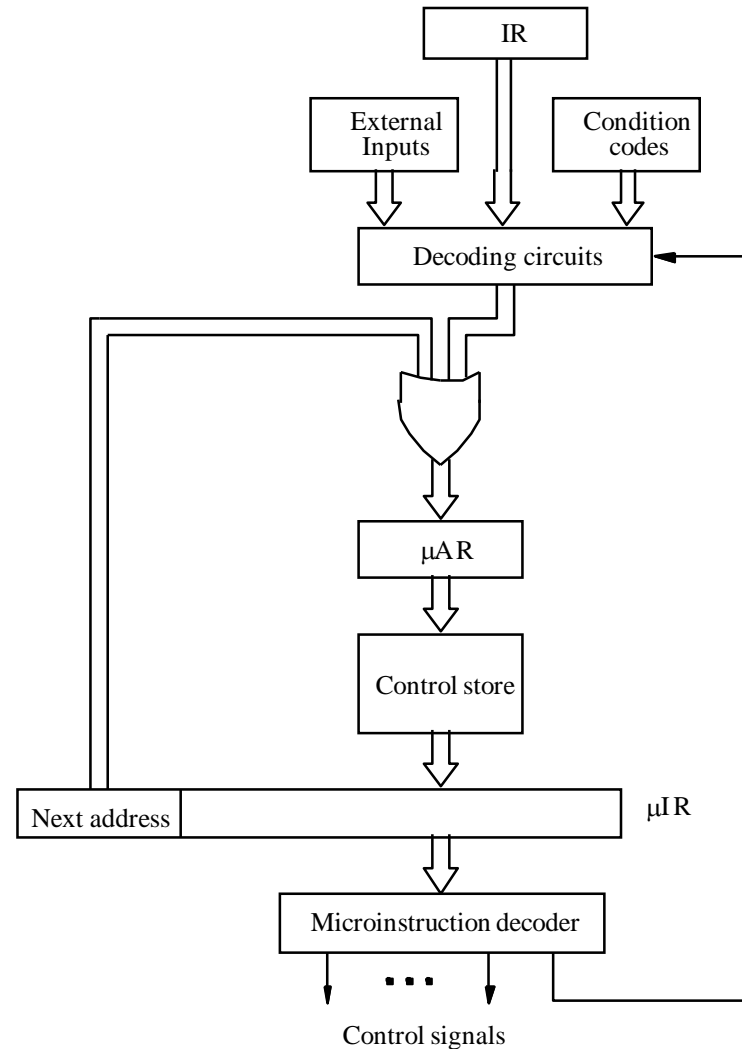 IR
External
Inputs
Condition
codes
Decoding circuits
μAR
Control store
Next address
μIR
Microinstruction decoder
Control signals